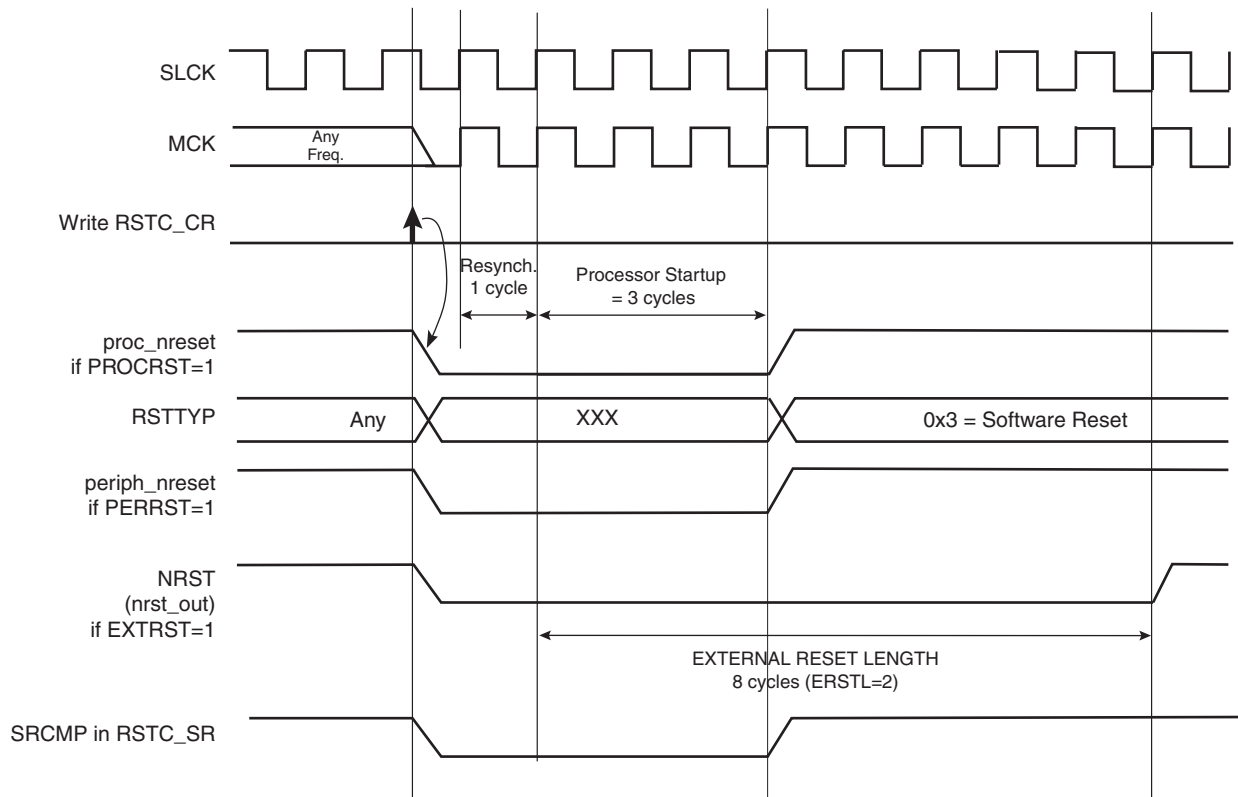 SLCK
MCK
Any
Freq.
Write RSTC_CR
Resynch.
1 cycle
Processor Startup
= 3 cycles
proc_nreset
if PROCRST=1
RSTTYP
Any
XXX
0x3 = Software Reset
periph_nreset
if PERRST=1
NRST
(nrst_out)
if EXTRST=1
EXTERNAL RESET LENGTH
8 cycles (ERSTL=2)
SRCMP in RSTC_SR